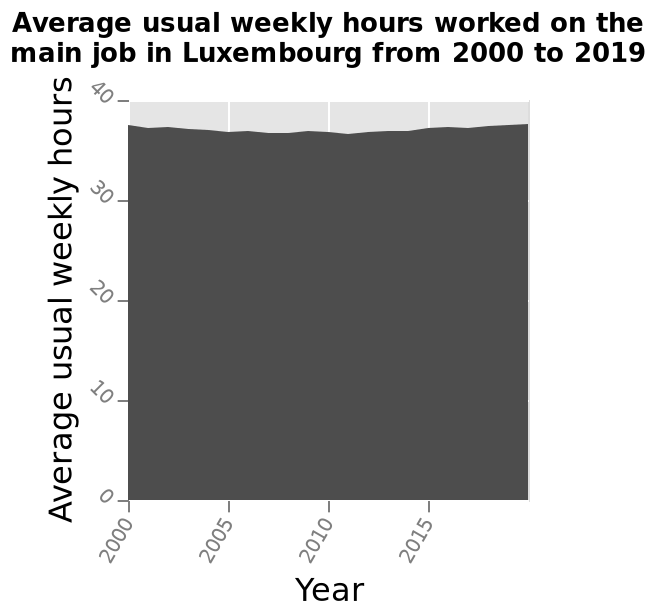 Average usual weekly hours worked on the
main job in Luxembourg from 2000 to 2019
Average usual weekly hours
40
30
20
10
0
2000
2005
2010
2015
Year